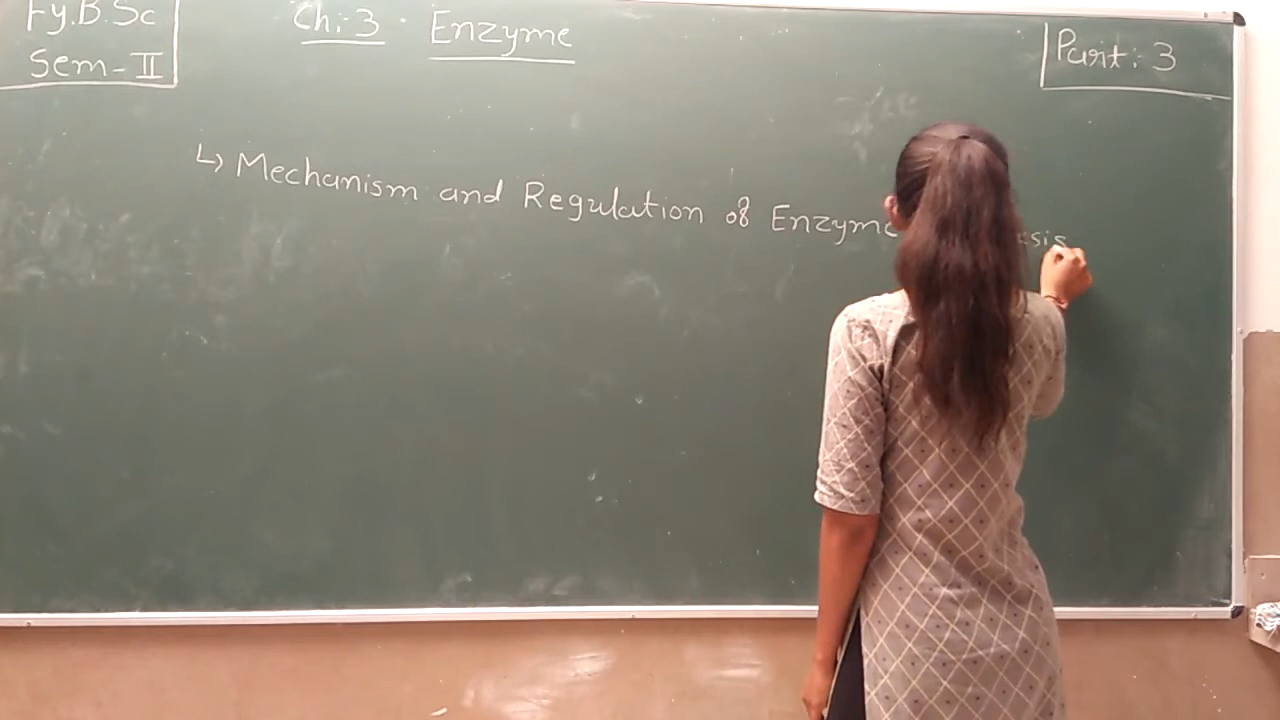 Fy.B.Sc
Sem-II
Ch:3 Enzyme
Part: 3
↳ Mechanism and Regulation of Enzyme